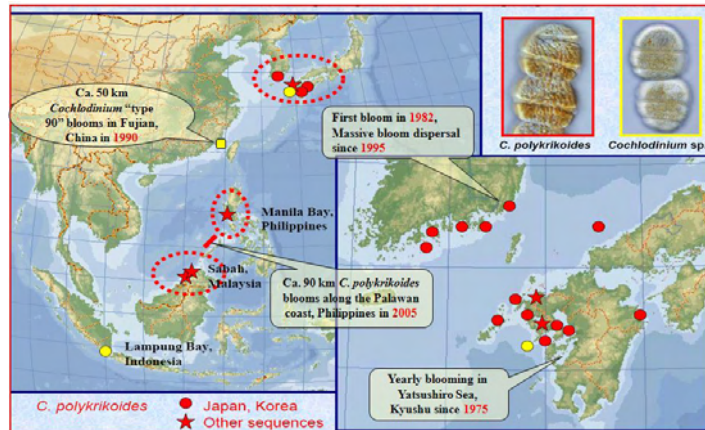 Ca. 50 km
Cochlodinium “type
90” blooms in Fujian,
China in 1990
First bloom in 1982,
Massive bloom dispersal
since 1995
C. polykrikoides
Cochlodinium sp.
Manila Bay,
Philippines
Sabah,
Malaysia
Ca. 90 km C. polykrikoides
blooms along the Palawan
coast, Philippines in 2005
Lampung Bay,
Indonesia
Yearly blooming in
Yatsushiro Sea,
Kyushu since 1975
C. polykrikoides
Japan, Korea
Other sequences